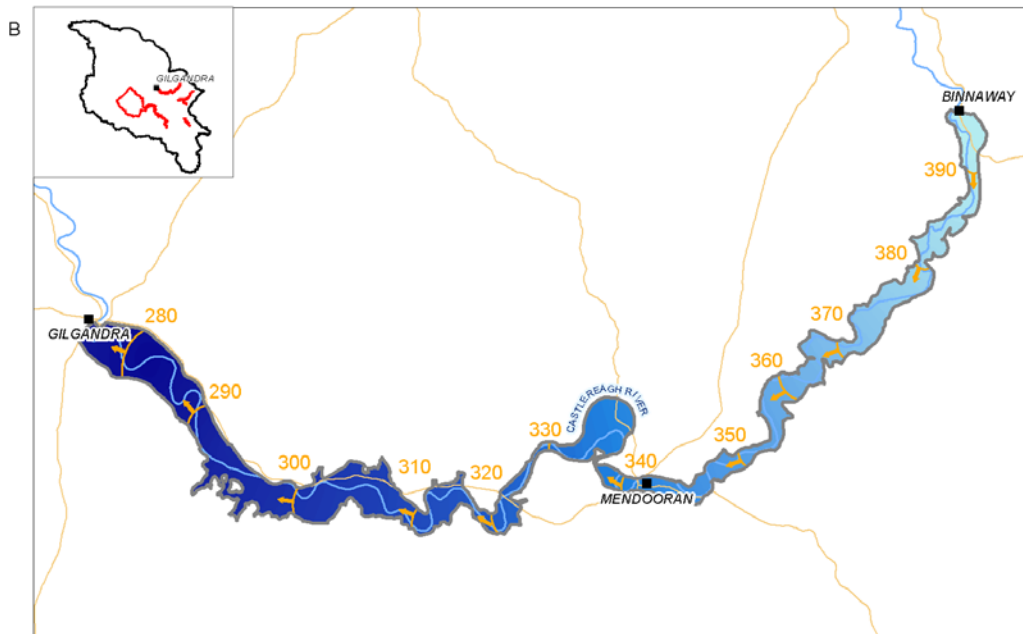 B
GILGANDRA
BINNAWAY
390
380
280
GILGANDRA
370
360
290
CASTLEREAGH RIVER
330
350
300
310
320
340
MENDOORAN